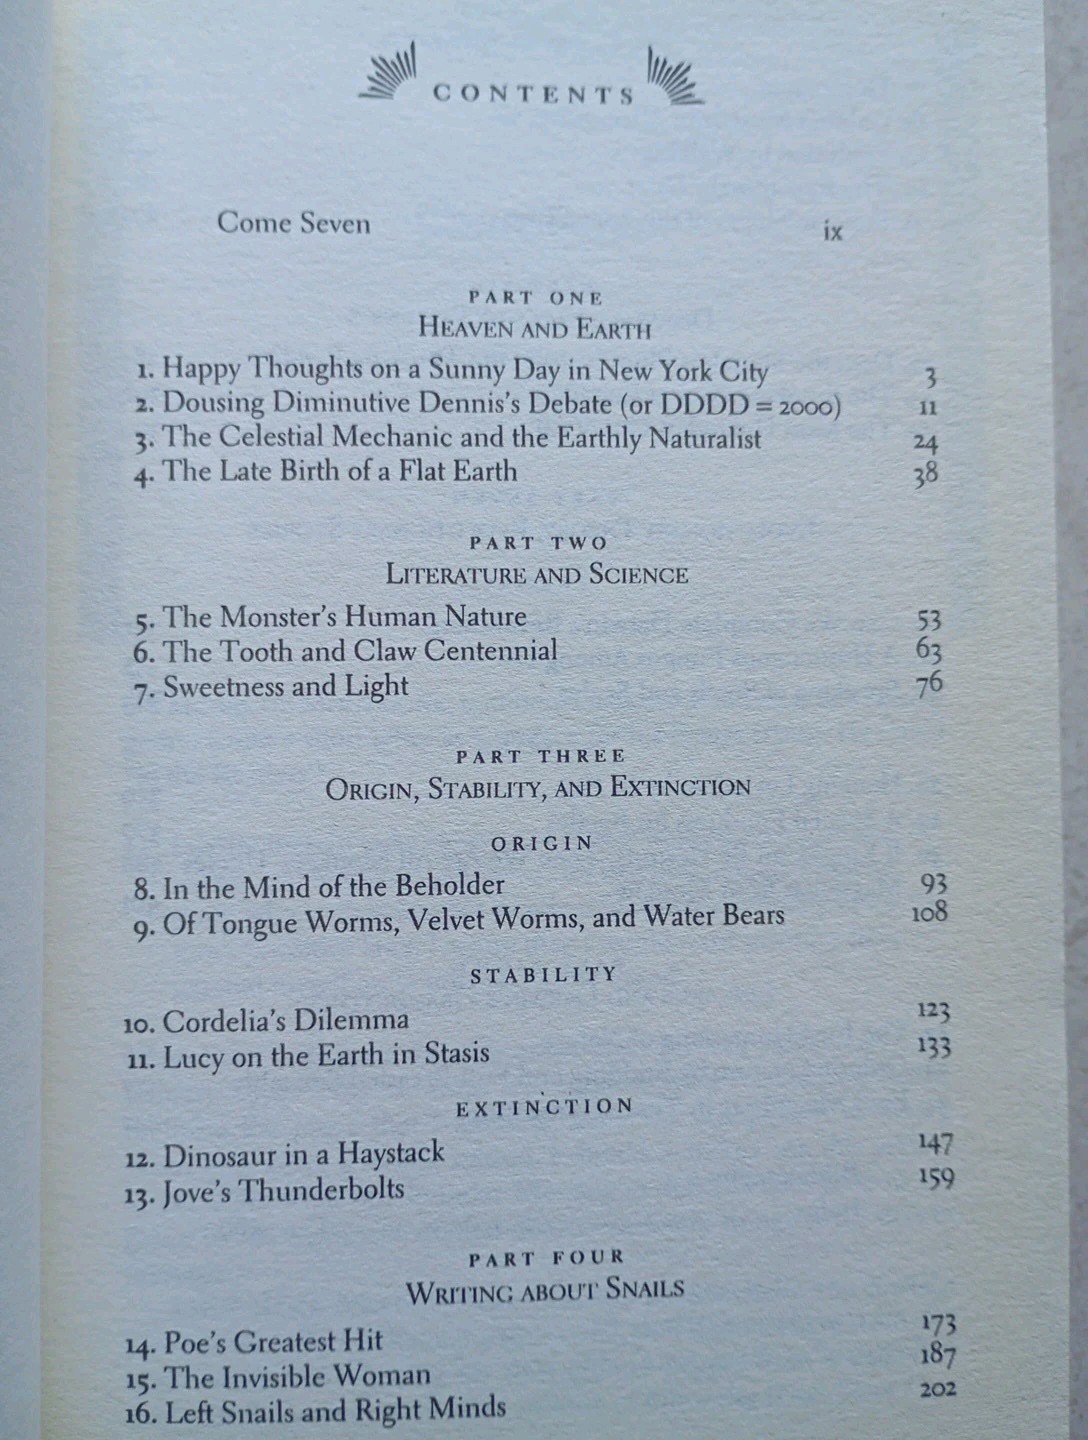 CONTENTS
Come Seven ix
PART ONE
HEAVEN AND EARTH
1. Happy Thoughts on a Sunny Day in New York City 3
2. Dousing Diminutive Dennis's Debate (or DDDD = 2000) 11
3. The Celestial Mechanic and the Earthly Naturalist 24
4. The Late Birth of a Flat Earth 38
PART TWO
LITERATURE AND SCIENCE
5. The Monster's Human Nature 53
6. The Tooth and Claw Centennial 63
7. Sweetness and Light 76
PART THREE
ORIGIN, STABILITY, AND EXTINCTION
ORIGIN
8. In the Mind of the Beholder 93
9. Of Tongue Worms, Velvet Worms, and Water Bears 108
STABILITY
10. Cordelia's Dilemma 123
11. Lucy on the Earth in Stasis 133
EXTINCTION
12. Dinosaur in a Haystack 147
13. Jove's Thunderbolts 159
PART FOUR
WRITING ABOUT SNAILS
14. Poe's Greatest Hit 173
15. The Invisible Woman 187
16. Left Snails and Right Minds 202